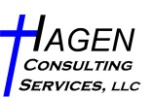 HAGEN
CONSULTING
SERVICES, LLC